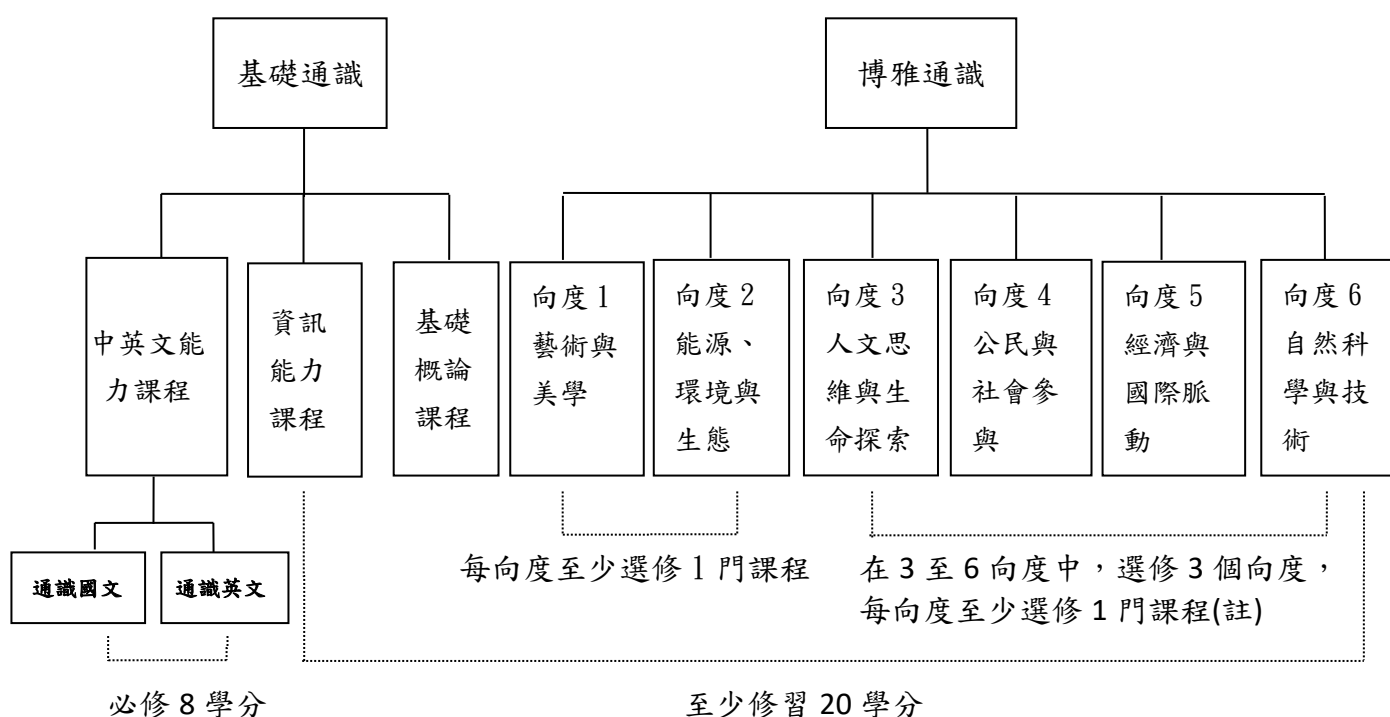 基礎通識
博雅通識
中英文能
力課程
資訊
能力
課程
基礎
概論
課程
向度 1
藝術與
美學
向度 2
能源、
環境與
生態
向度 3
人文思
維與生
命探索
向度 4
公民與
社會參
與
向度 5
經濟與
國際脈
動
向度 6
自然科
學與技
術
通識國文
通識英文
每向度至少選修 1 門課程
在 3 至 6 向度中，選修 3 個向度，
每向度至少選修 1 門課程(註)
必修 8 學分
至少修習 20 學分